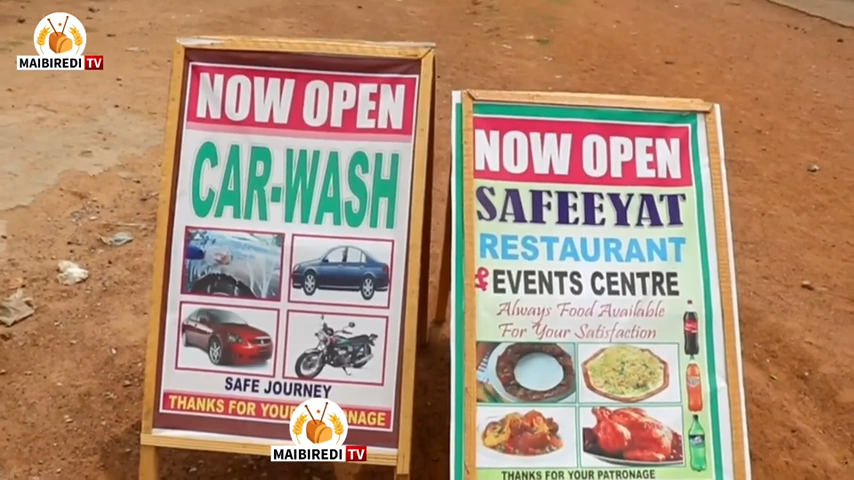 MAIBIREDI TV
NOW OPEN
CAR-WASH
SAFE JOURNEY
THANKS FOR YOUR
NOW OPEN
SAFEEYAT
RESTAURANT
& EVENTS CENTRE
Always Food Available
For Your Satisfaction
THANKS FOR YOUR PATRONAGE
MAIBIREDI TV